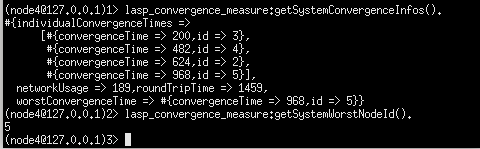 (node4@127.0.0.1)1> lasp_convergence_measure:getSystemConvergenceInfos().
#{individualConvergenceTimes =>
[#{convergenceTime => 200,id => 3},
#{convergenceTime => 482,id => 4},
#{convergenceTime => 624,id => 2},
#{convergenceTime => 968,id => 5}],
networkUsage => 189,roundTripTime => 1459,
worstConvergenceTime => #{convergenceTime => 968,id => 5}}
(node4@127.0.0.1)2> lasp_convergence_measure:getSystemWorstNodeId().
5
(node4@127.0.0.1)3>